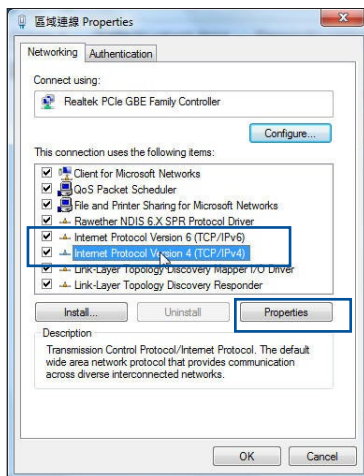 區域連線 Properties
Networking
Authentication
Connect using:
Realtek PCIe GBE Family Controller
Configure...
This connection uses the following items:
Client for Microsoft Networks
QoS Packet Scheduler
File and Printer Sharing for Microsoft Networks
Rawether NDIS 6.X SPR Protocol Driver
Internet Protocol Version 6 (TCP/IPv6)
Internet Protocol Version 4 (TCP/IPv4)
Link-Layer Topology Discovery Mapper I/O Driver
Link-Layer Topology Discovery Responder
Install...
Uninstall
Properties
Description
Transmission Control Protocol/Internet Protocol. The default
wide area network protocol that provides communication
across diverse interconnected networks.
OK
Cancel